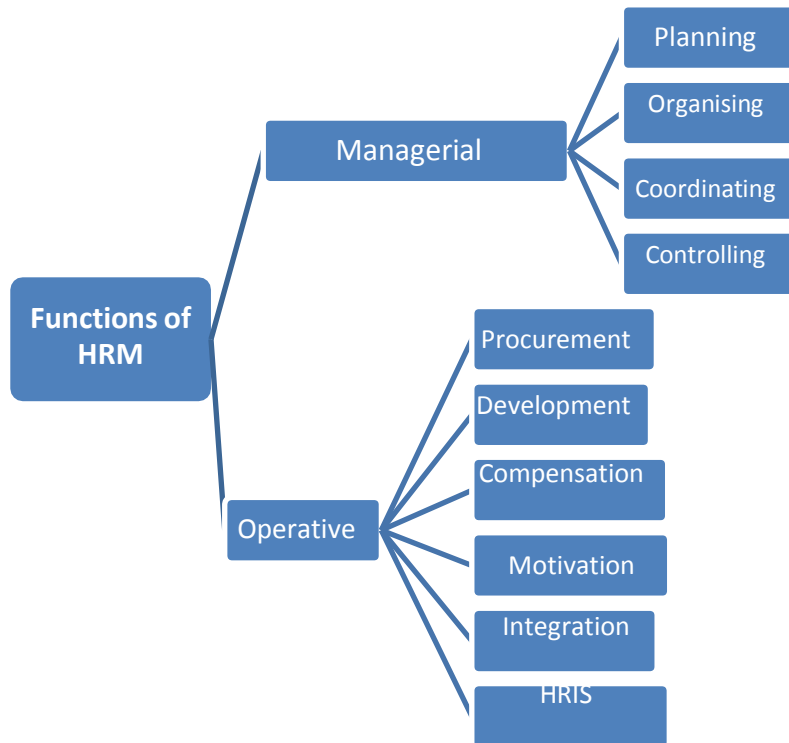 Planning
Organising
Managerial
Coordinating
Controlling
Functions of
HRM
Procurement
Development
Compensation
Operative
Motivation
Integration
HRIS